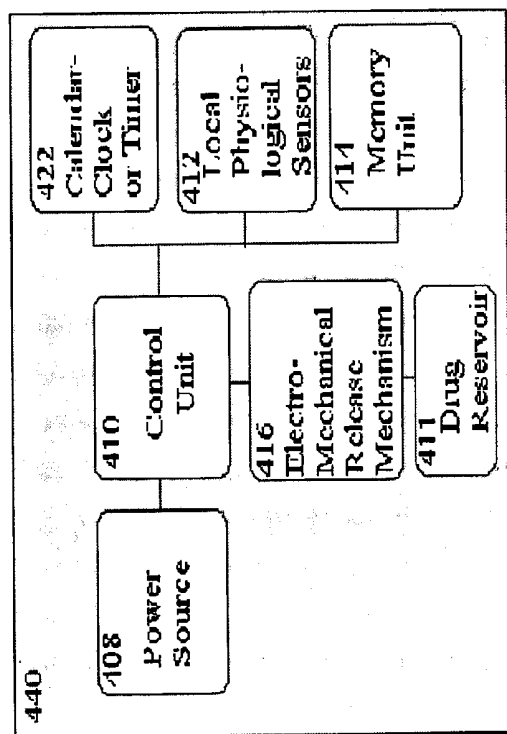 440
408
Power
Source
410
Control
Unit
416
Electro-
Mechanical
Release
Mechanism
411
Drug
Reservoir
422
Calendar-
Clock
or Timer
412
Local
Physio-
logical
Sensors
414
Memory
Unit